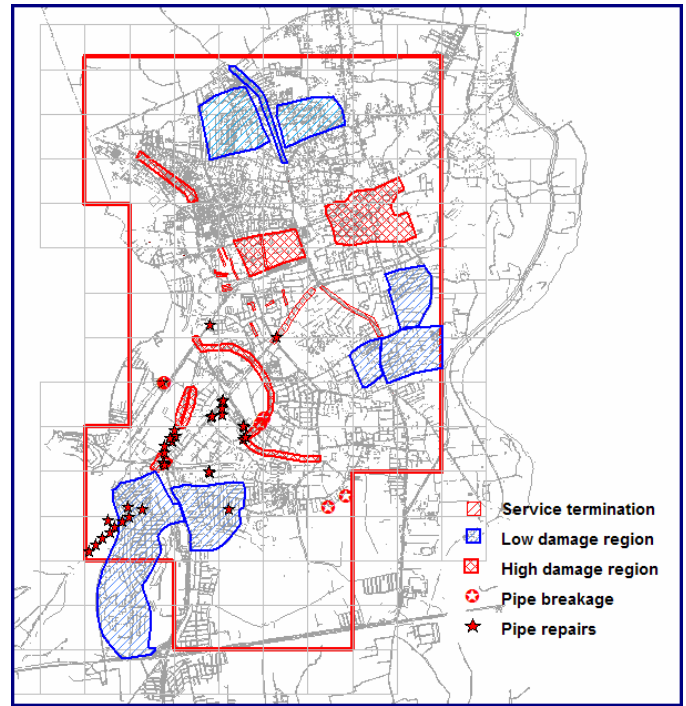 Service termination
Low damage region
High damage region
Pipe breakage
Pipe repairs